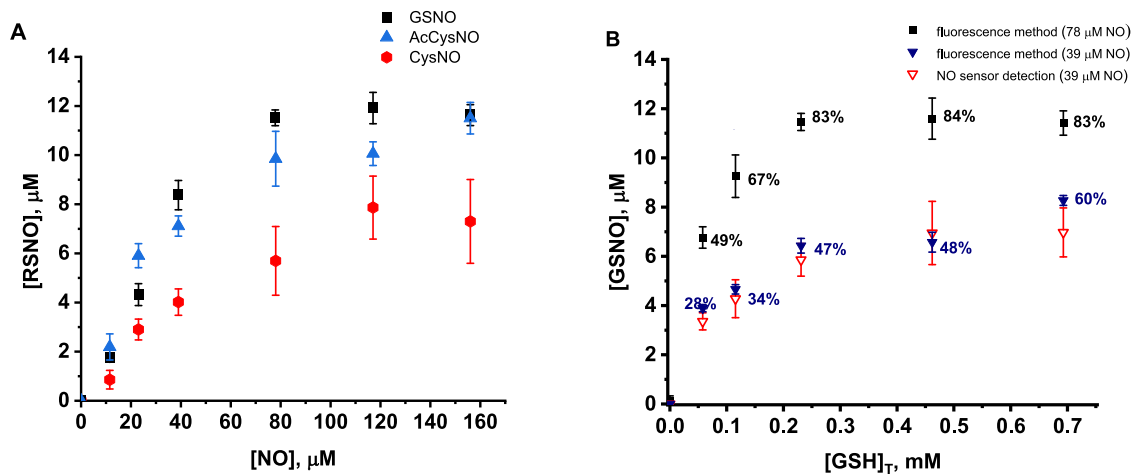 A
GSNO
AcCysNO
CysNO
[RSNO], μM
14
12
10
8
6
4
2
0
0 20 40 60 80 100 120 140 160
[NO], μM
B
fluorescence method (78 μM NO)
fluorescence method (39 μM NO)
NO sensor detection (39 μM NO)
[GSNO], μM
14
12
10
8
6
4
2
0
83% 84% 83%
67%
49%
60%
47% 48%
28% 34%
0.0 0.1 0.2 0.3 0.4 0.5 0.6 0.7
[GSH]T, mM